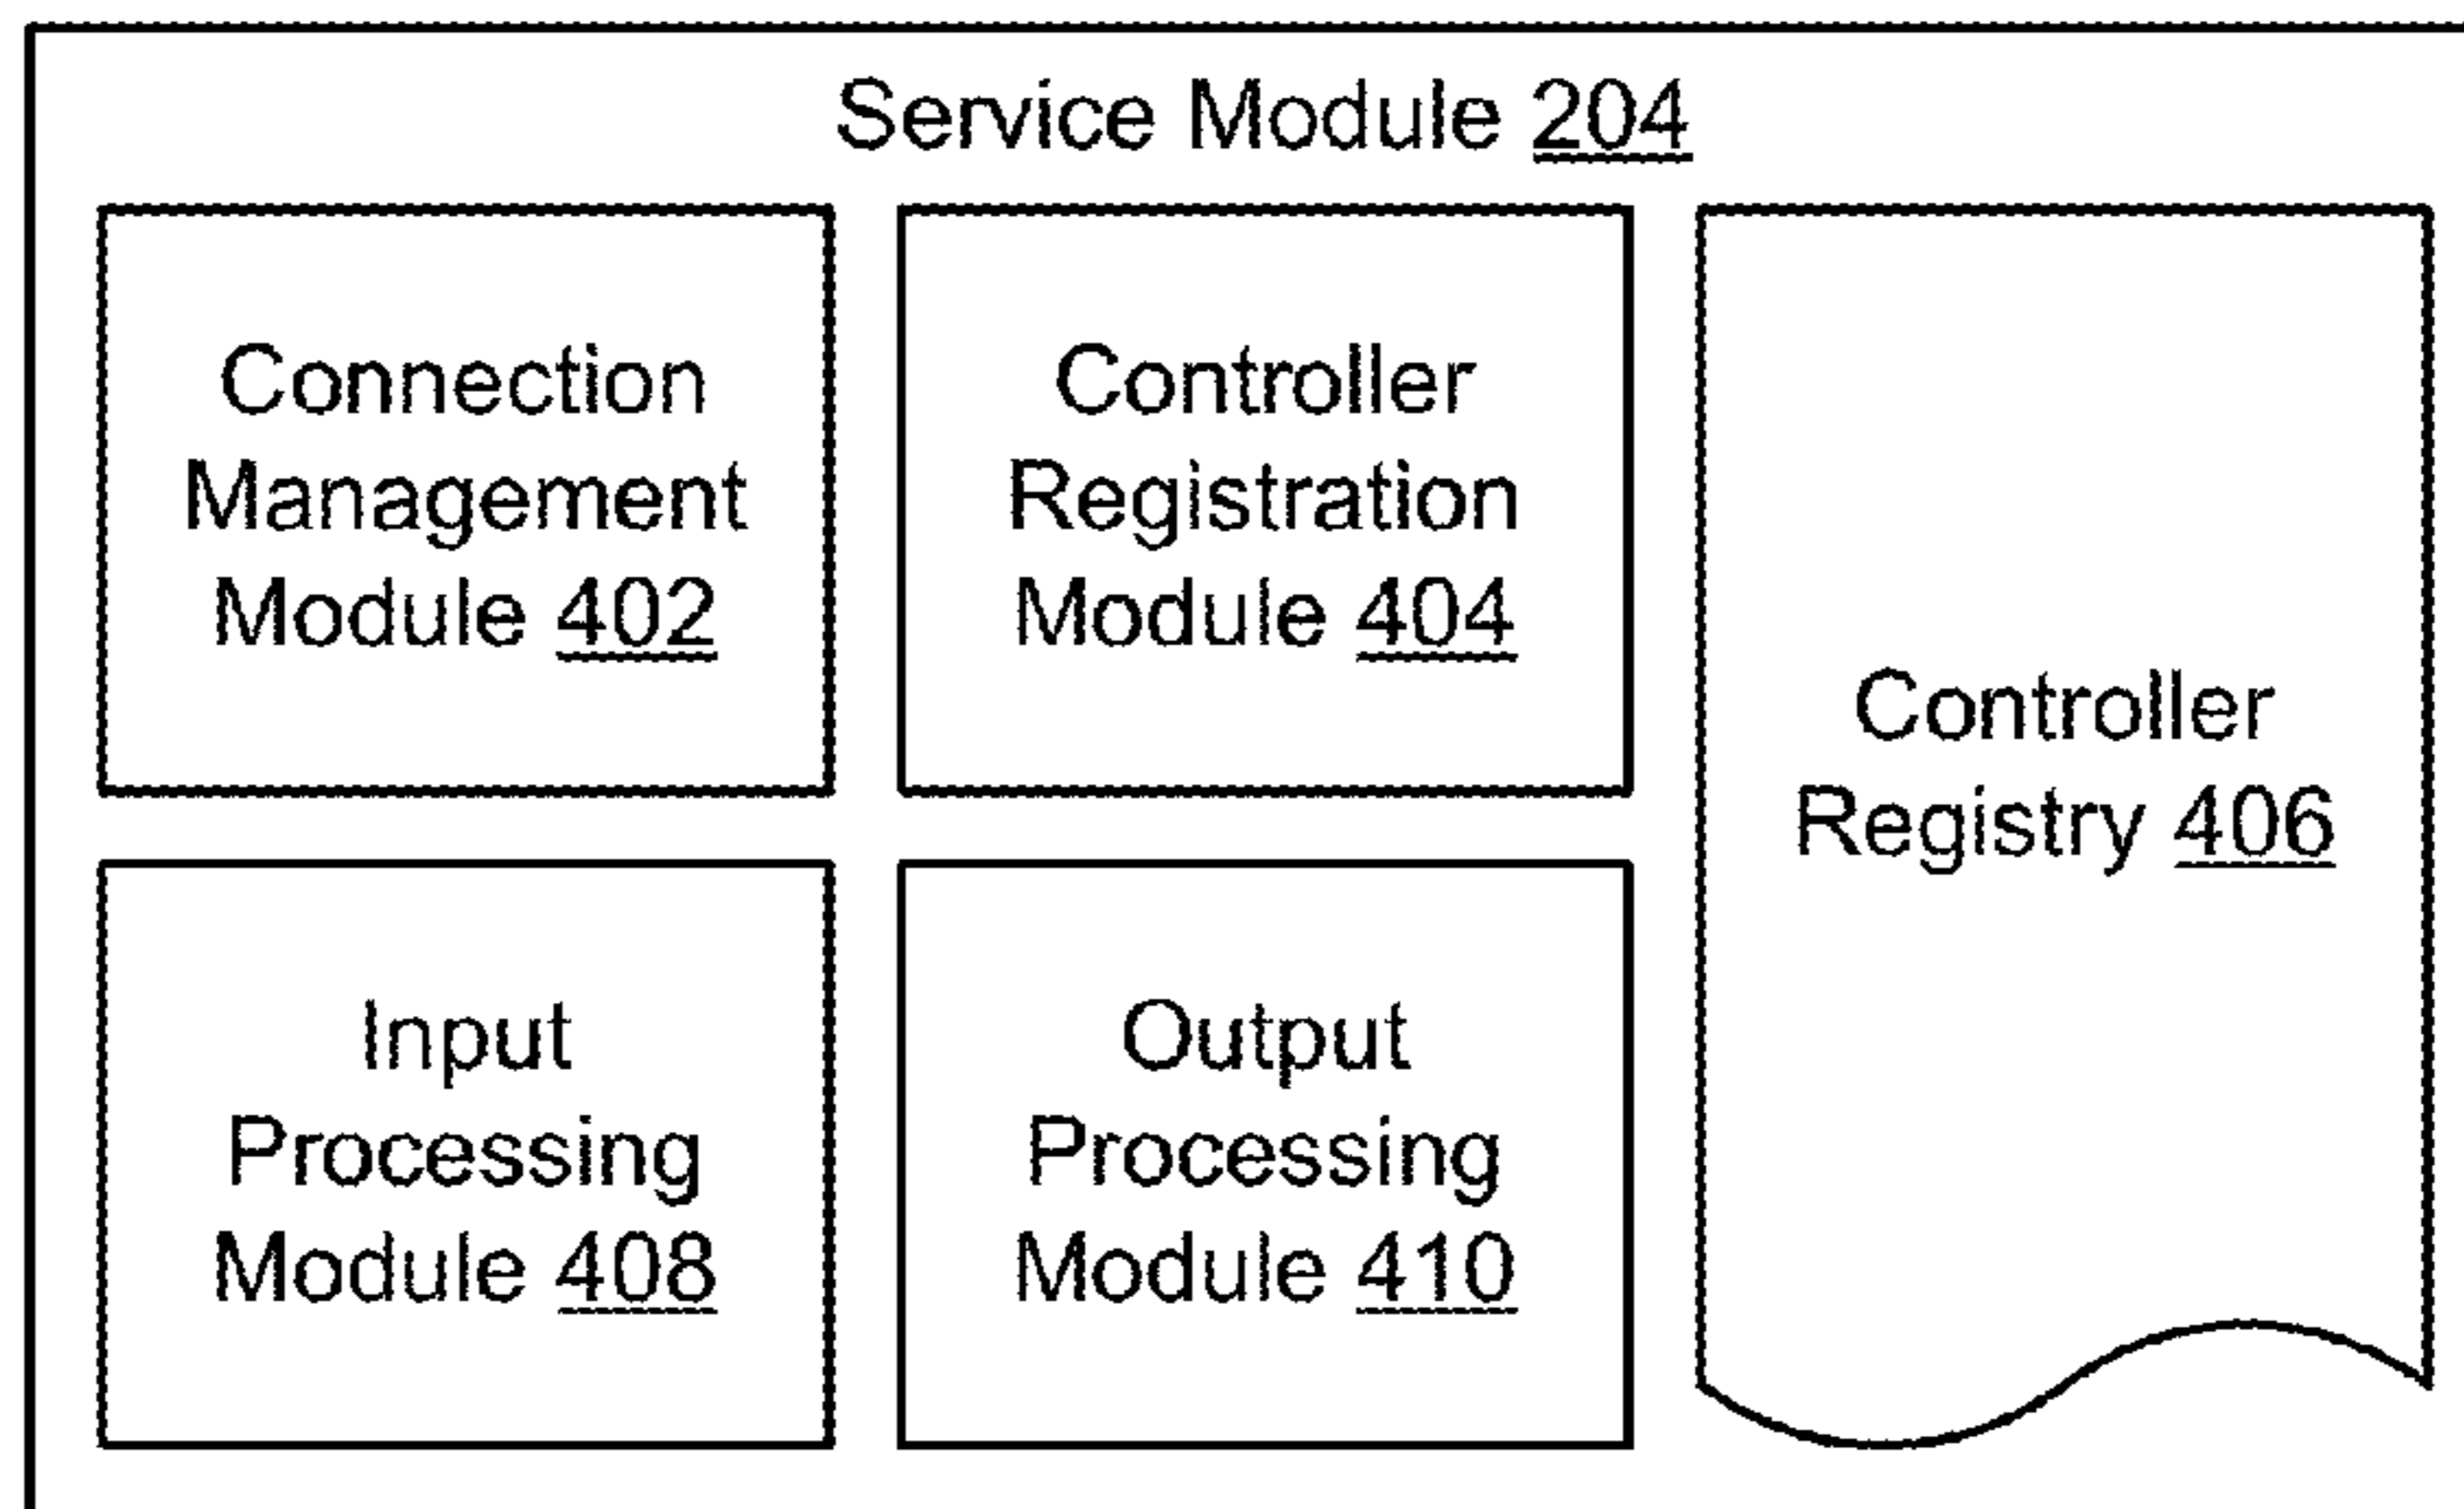 Service Module 204
Connection
Management
Module 402
Controller
Registration
Module 404
Controller
Registry 406
Input
Processing
Module 408
Output
Processing
Module 410